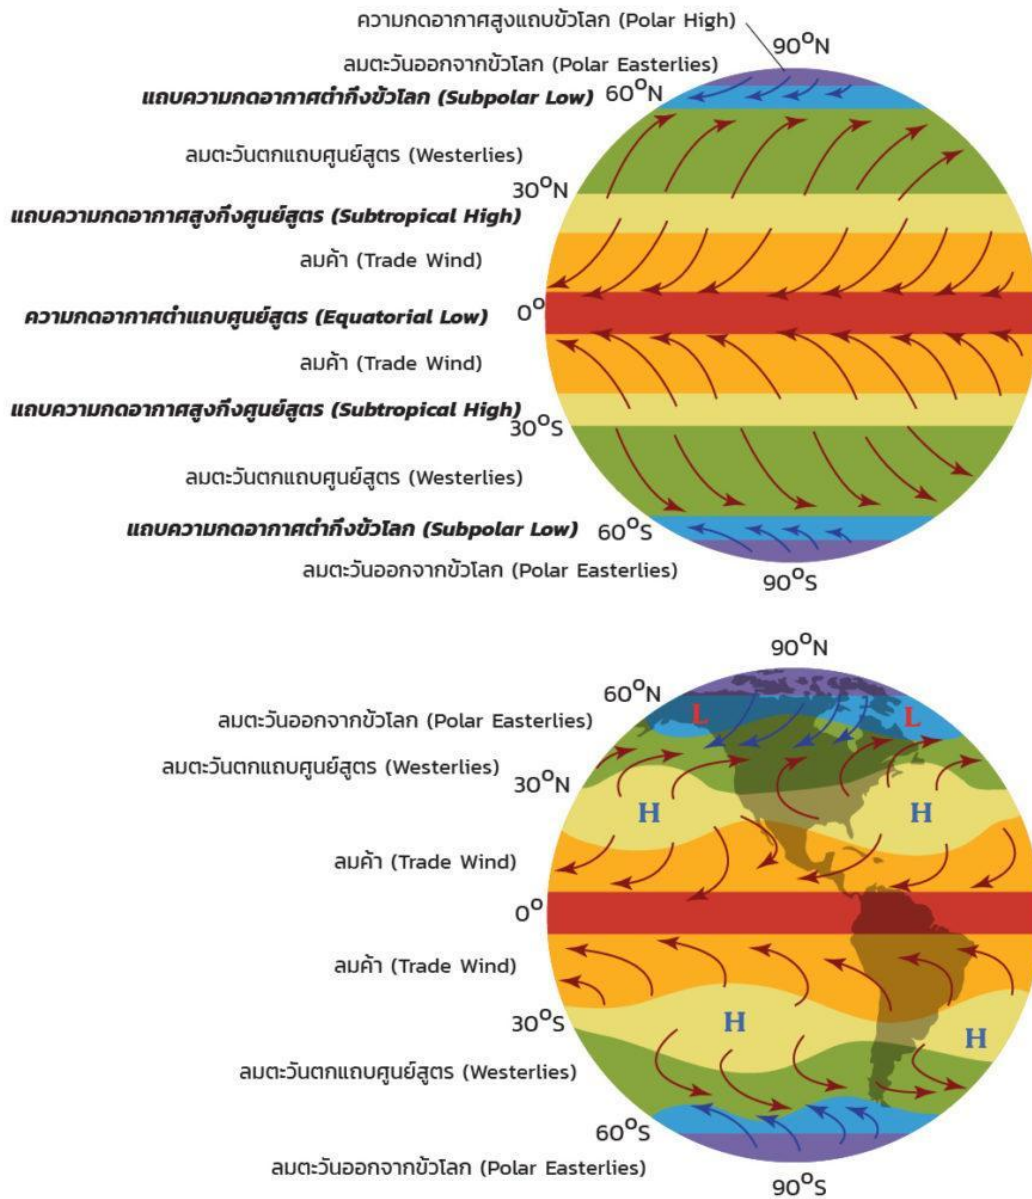 ความกดอากาศสูงแถบขัวโลก (Polar High)
90⁰N
ลมตะวันออกจากขั้วโลก (Polar Easterlies)
แถบความกดอากาศต่ำกึ่งขั้วโลก (Subpolar Low)
60⁰N
ลมตะวันตกแถบศูนย์สูตร (Westerlies)
30⁰N
แถบความกดอากาศสูงกึ่งศูนย์สูตร (Subtropical High)
ลมค้า (Trade Wind)
0⁰
ความกดอากาศต่ำแถบศูนย์สูตร (Equatorial Low)
ลมค้า (Trade Wind)
แถบความกดอากาศสูงกึ่งศูนย์สูตร (Subtropical High)
30⁰S
ลมตะวันตกแถบศูนย์สูตร (Westerlies)
แถบความกดอากาศต่ำกึ่งขั้วโลก (Subpolar Low)
60⁰S
ลมตะวันออกจากขั้วโลก (Polar Easterlies)
90⁰S
90⁰N
60⁰N
L
L
ลมตะวันออกจากขั้วโลก (Polar Easterlies)
ลมตะวันตกแถบศูนย์สูตร (Westerlies)
30⁰N
H
H
ลมค้า (Trade Wind)
0⁰
ลมค้า (Trade Wind)
30⁰S
H
H
ลมตะวันตกแถบศูนย์สูตร (Westerlies)
60⁰S
ลมตะวันออกจากขั้วโลก (Polar Easterlies)
90⁰S